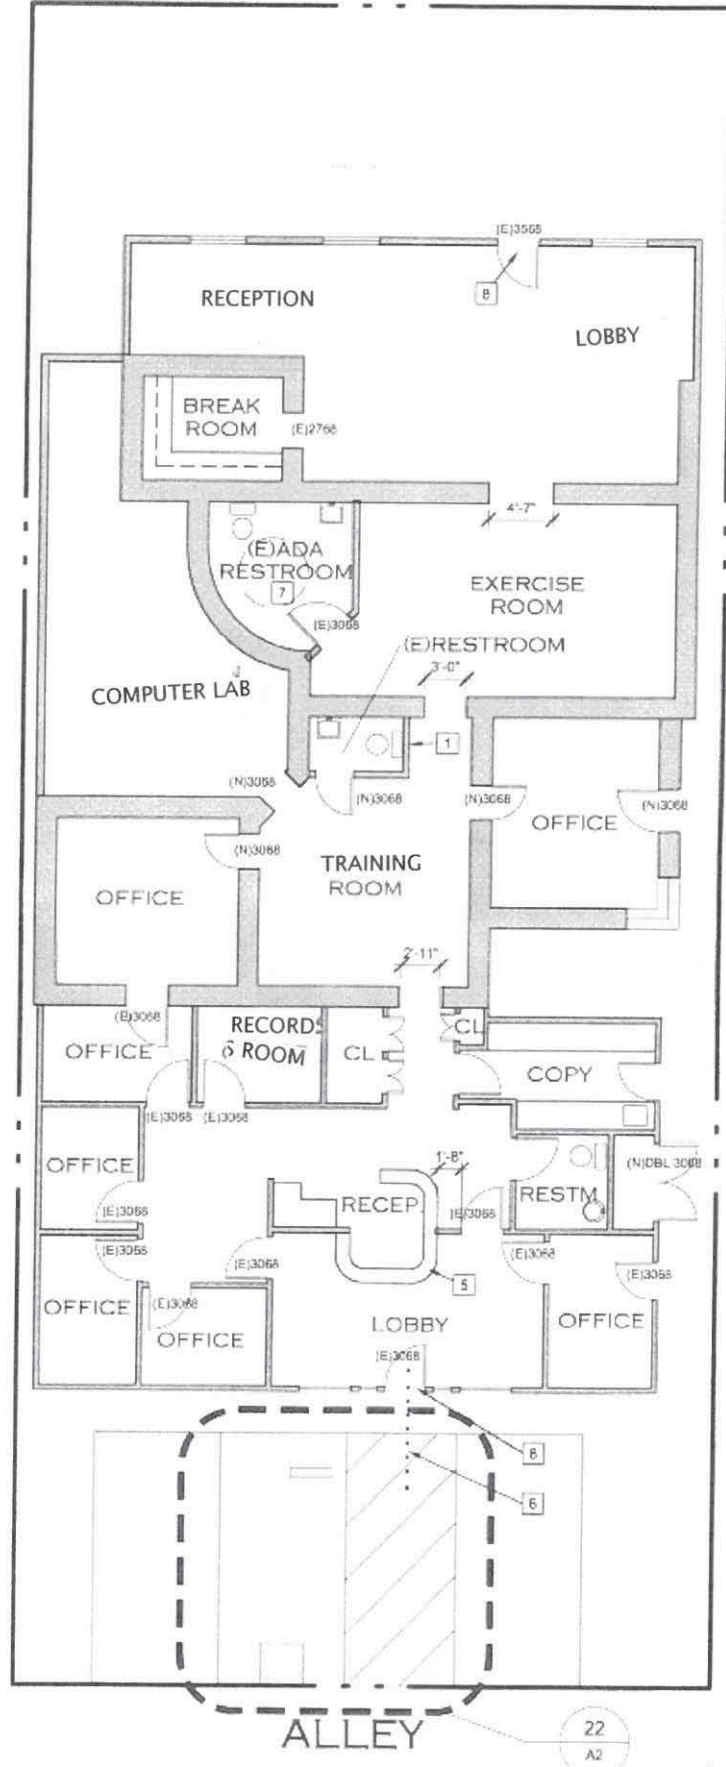 (E)3568
8
RECEPTION
LOBBY
BREAK
ROOM
(E)2768
4'-7"
(E)ADA
RESTROOM
7
(E)3068
EXERCISE
ROOM
(E)RESTROOM
3'-0"
COMPUTER LAB
1
(N)3068
(N)3068
(N)3068
(N)3068
(N)3068
OFFICE
TRAINING
ROOM
OFFICE
2'-11"
(E)3068
OFFICE
RECORDS
ROOM
CL
CL
COPY
(E)3068
(E)3068
OFFICE
1'-8"
(N)DBL 3068
RECEP.
RESTM
(E)3068
(E)3068
(E)3068
(E)3068
(E)3068
(E)3068
5
OFFICE
(E)3068
OFFICE
LOBBY
OFFICE
(E)3068
8
6
ALLEY
22
A2